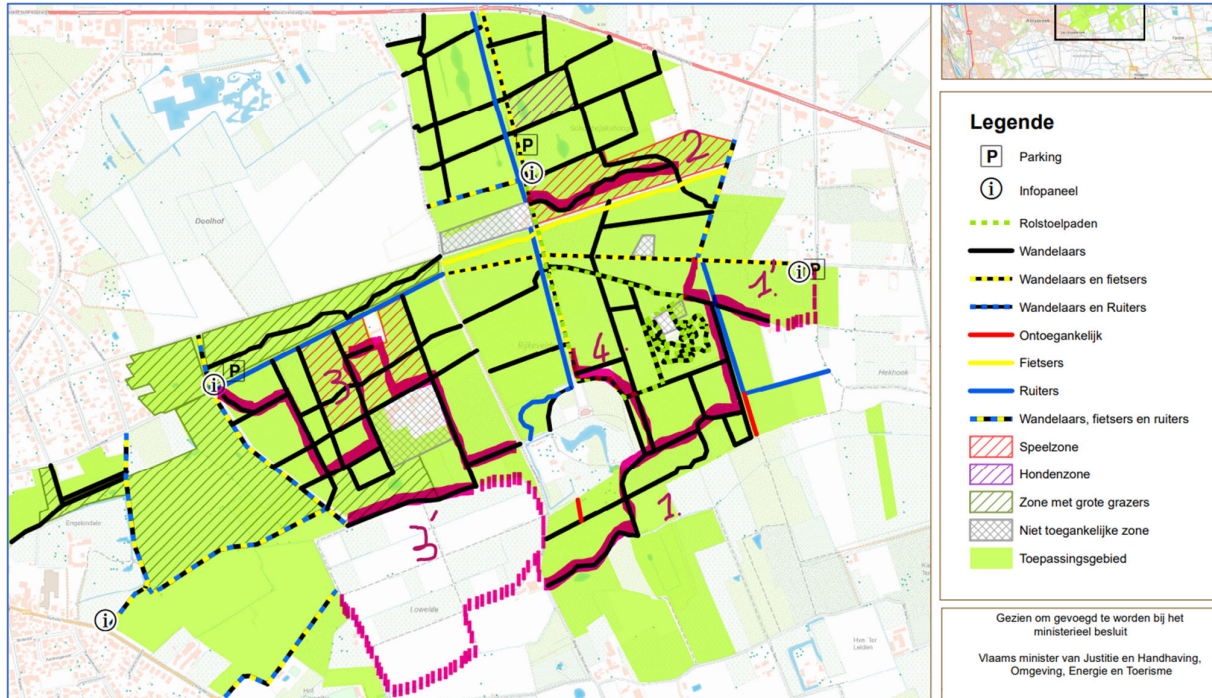 Doolhof
Rijkeveld
Hekhoek
Engelandale
Lowelde
Hve. Ter
Leiden
P
i
2
i
P
1'
4
P
i
3
1.
3'
i
Legende
P Parking
i Infopaneel
Rolstoelpaden
Wandelaars
Wandelaars en fietsers
Wandelaars en Ruiters
Ontoegankelijk
Fietsers
Ruiters
Wandelaars, fietsers en ruiters
Speelzone
Hondenzone
Zone met grote grazers
Niet toegankelijke zone
Toepassingsgebied
Gezien om gevoegd te worden bij het
ministerieel besluit
Vlaams minister van Justitie en Handhaving,
Omgeving, Energie en Toerisme